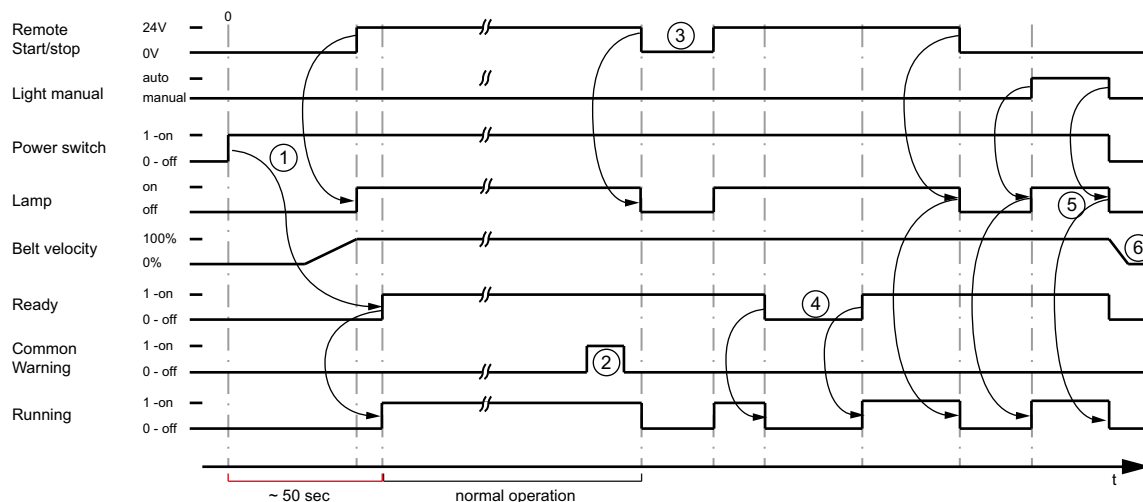 0
Remote
Start/stop
24V
0V
3
Light manual
auto
manual
Power switch
1 -on
0 - off
1
Lamp
on
off
5
Belt velocity
100%
0%
6
Ready
1 -on
0 - off
4
Common
Warning
1 -on
0 - off
2
Running
1 -on
0 - off
t
~ 50 sec
normal operation